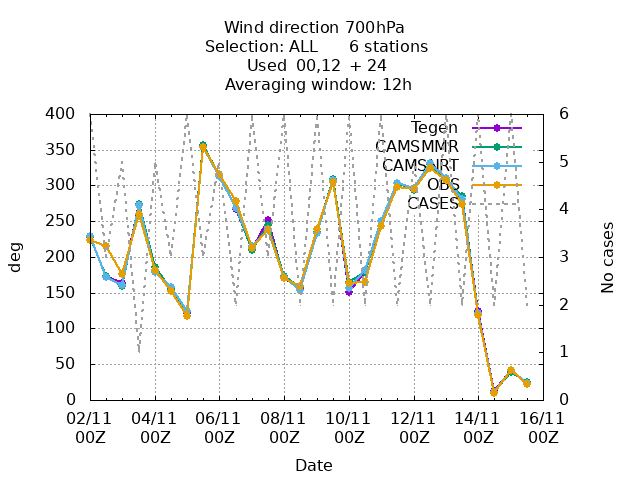 Wind direction 700hPa
Selection: ALL 6 stations
Used 00,12 + 24
Averaging window: 12h
400
350
300
250
200
150
100
50
0
deg
6
5
4
3
2
1
0
No cases
Tegen
CAMSMMR
CAMSNRT
OBS
CASES
02/11 04/11 06/11 08/11 10/11 12/11 14/11 16/11
00Z 00Z 00Z 00Z 00Z 00Z 00Z 00Z
Date